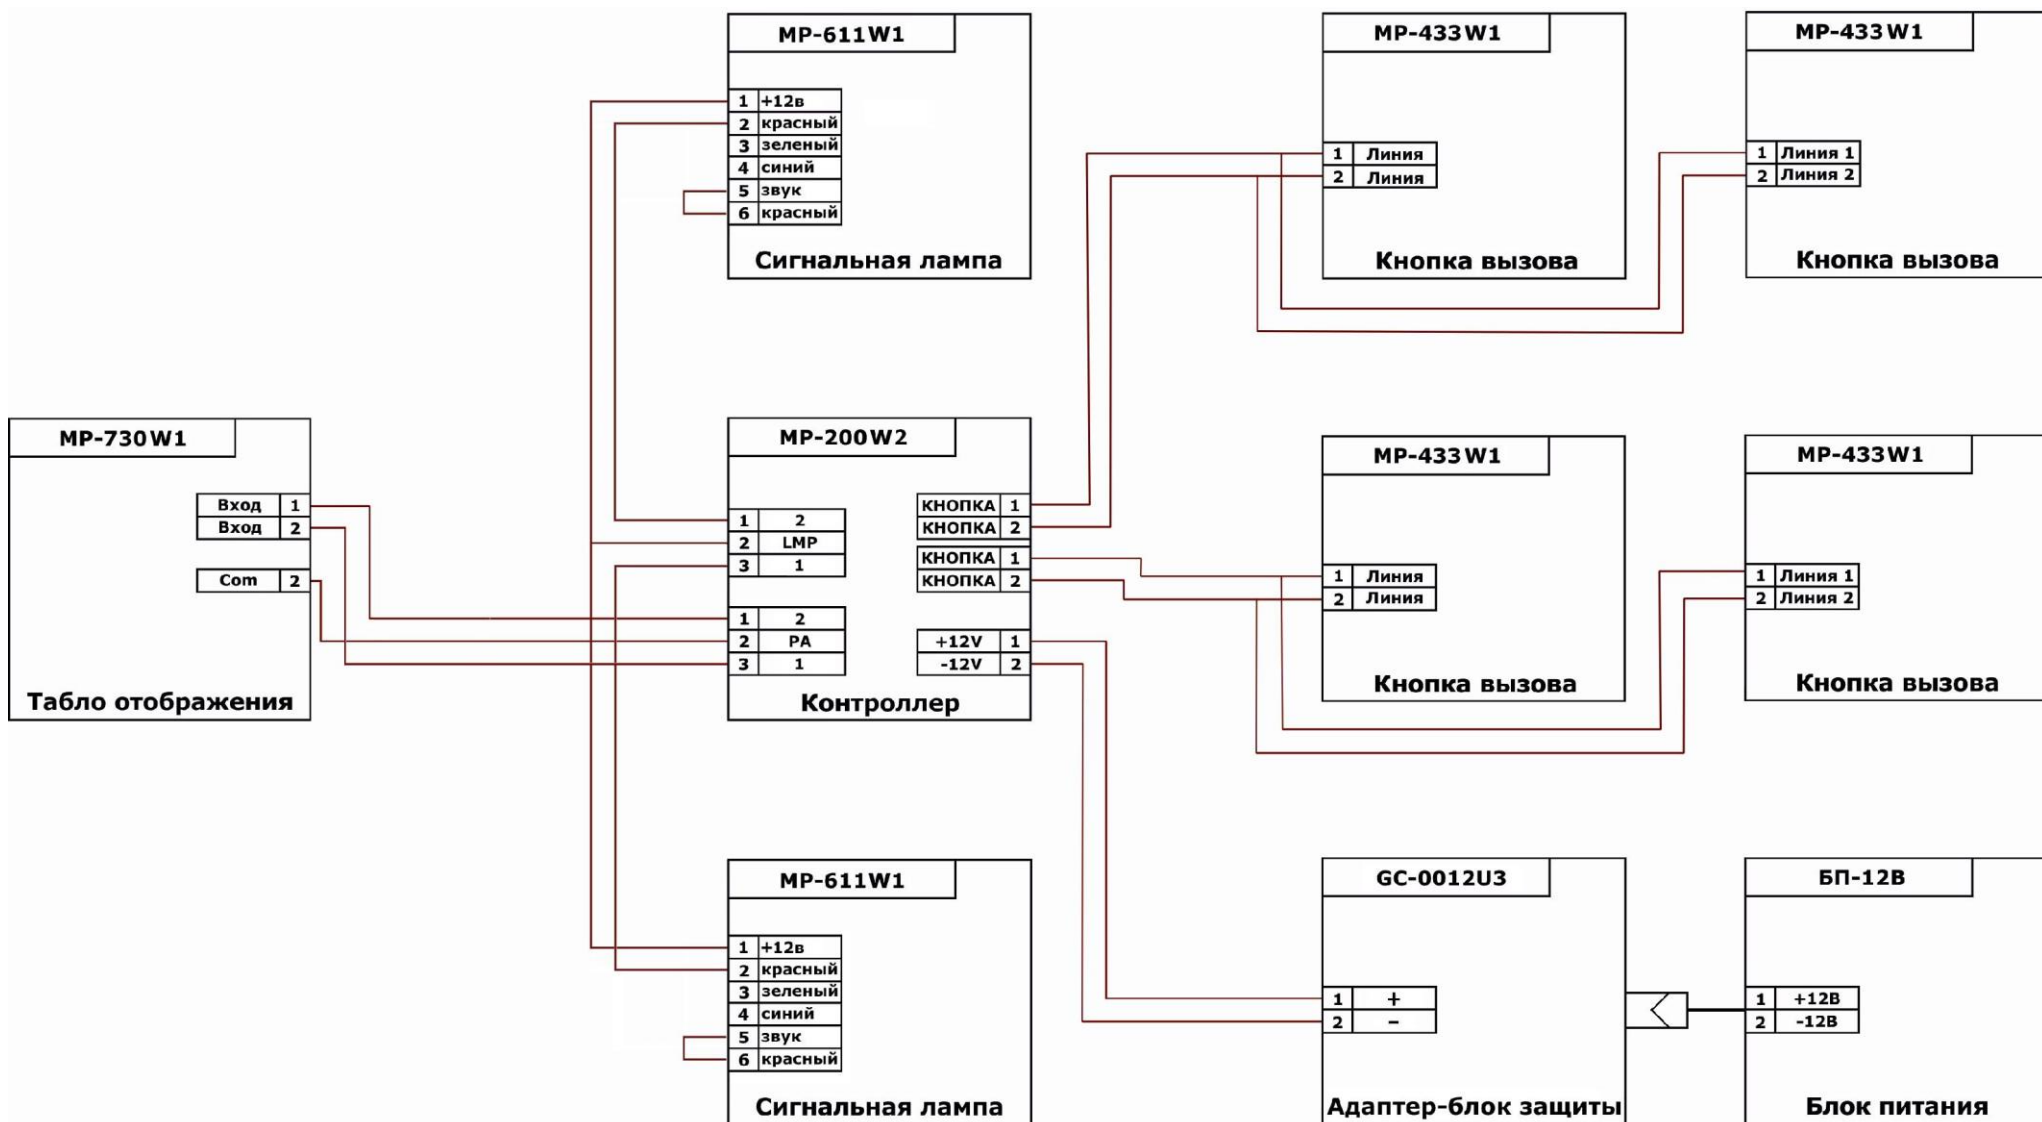 MP-611W1
1 +12в
2 красный
3 зеленый
4 синий
5 звук
6 красный
Сигнальная лампа
MP-433W1
1 Линия
2 Линия
Кнопка вызова
MP-433W1
1 Линия 1
2 Линия 2
Кнопка вызова
MP-730W1
Вход 1
Вход 2
Com 2
Табло отображения
MP-200W2
1 2
2 LMP
3 1
1 2
2 PA
3 1
КНОПКА 1
КНОПКА 2
КНОПКА 1
КНОПКА 2
+12V 1
-12V 2
Контроллер
MP-433W1
1 Линия
2 Линия
Кнопка вызова
MP-433W1
1 Линия 1
2 Линия 2
Кнопка вызова
MP-611W1
1 +12в
2 красный
3 зеленый
4 синий
5 звук
6 красный
Сигнальная лампа
GC-0012U3
1 +
2 −
Адаптер-блок защиты
БП-12В
1 +12В
2 -12В
Блок питания